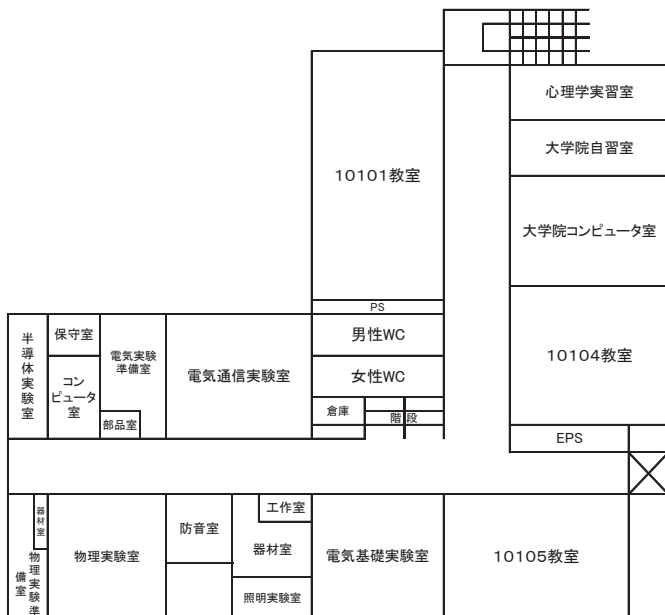 心理学実習室
大学院自習室
10101教室
大学院コンピュータ室
PS
半導体実験室
保守室
電気実験
準備室
電気通信実験室
男性WC
10104教室
コン
ピュータ
室
女性WC
部品室
倉庫
階段
EPS
器材室
物理実験準
備室
物理実験室
防音室
工作室
器材室
照明実験室
電気基礎実験室
10105教室